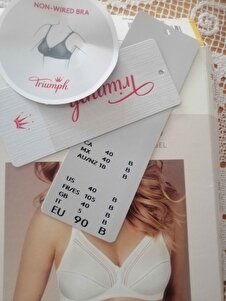 NON-WIRED BRA
Triumph
Triumph
CA 40 B
MX 40 B
AU/NZ 18 B
US 40 B
FR/ES 105 B
GB 40 B
IT 5 B
EU 90 B